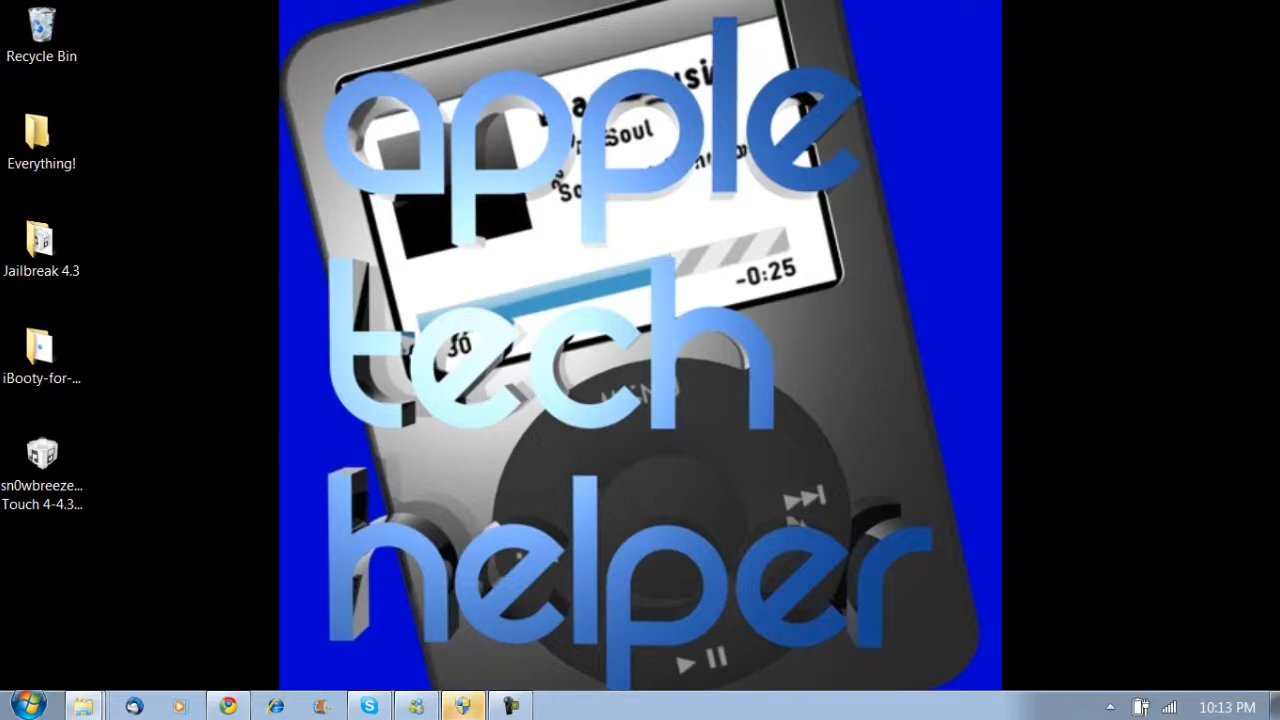 Recycle Bin
Everything!
Jailbreak 4.3
iBooty-for-...
sn0wbreeze...
Touch 4-4.3...
apple
tech
helper
Soul
-0:25
10:13 PM